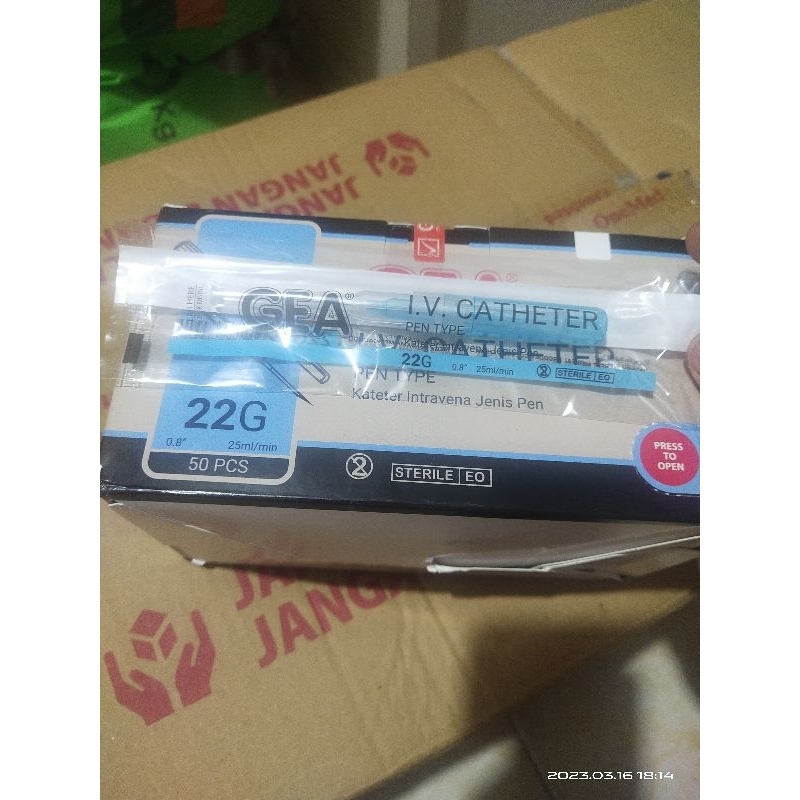 JANGAN
JANGAN
GEA®
I.V. CATHETER
PEN TYPE
22G
0.8" 25ml/min
STERILE EO
PEN TYPE
Kateter Intravena Jenis Pen
22G
0.8" 25ml/min
50 PCS
STERILE EO
PRESS
TO
OPEN
JANGA
2023.03.16 18:14